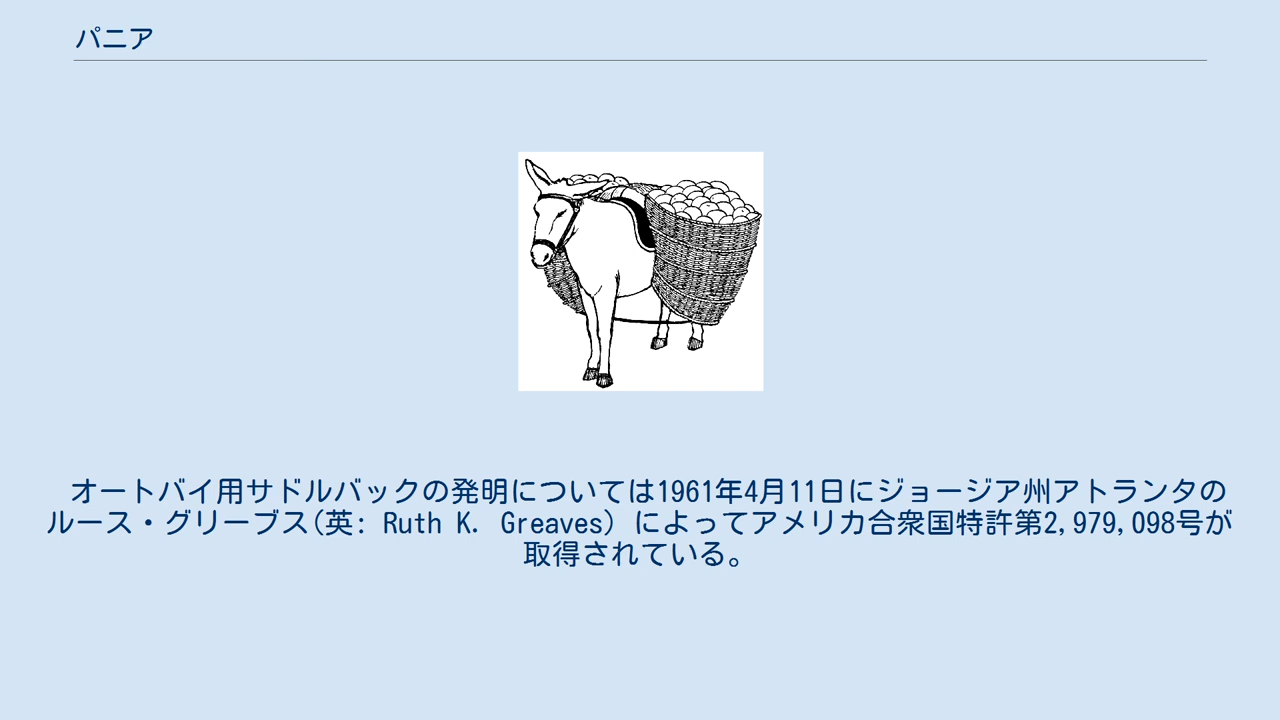 パニア
オートバイ用サドルバックの発明については1961年4月11日にジョージア州アトランタの
ルース・グリーブス(英: Ruth K. Greaves) によってアメリカ合衆国特許第2,979,098号が
取得されている。